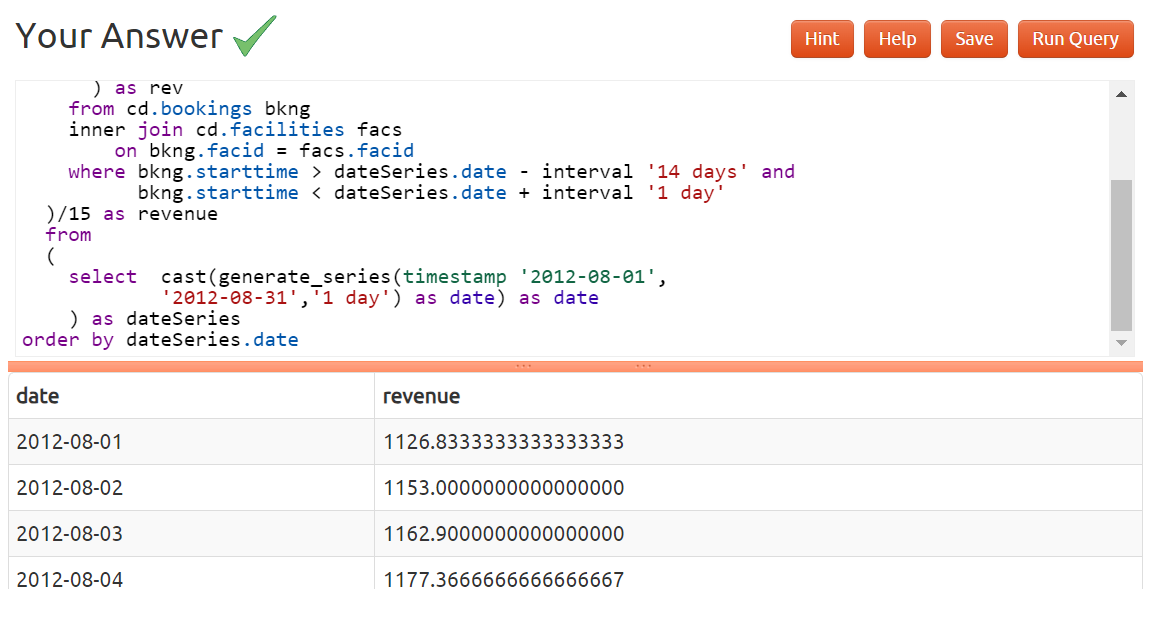 Your Answer
Hint Help Save Run Query
) as rev
from cd.bookings bkng
inner join cd.facilities facs
on bkng.facid = facs.facid
where bkng.starttime > dateSeries.date - interval '14 days' and
bkng.starttime < dateSeries.date + interval '1 day'
)/15 as revenue
from
(
select  cast(generate_series(timestamp '2012-08-01',
'2012-08-31','1 day') as date) as date
) as dateSeries
order by dateSeries.date
date revenue
2012-08-01 1126.8333333333333333
2012-08-02 1153.0000000000000000
2012-08-03 1162.9000000000000000
2012-08-04 1177.3666666666666667